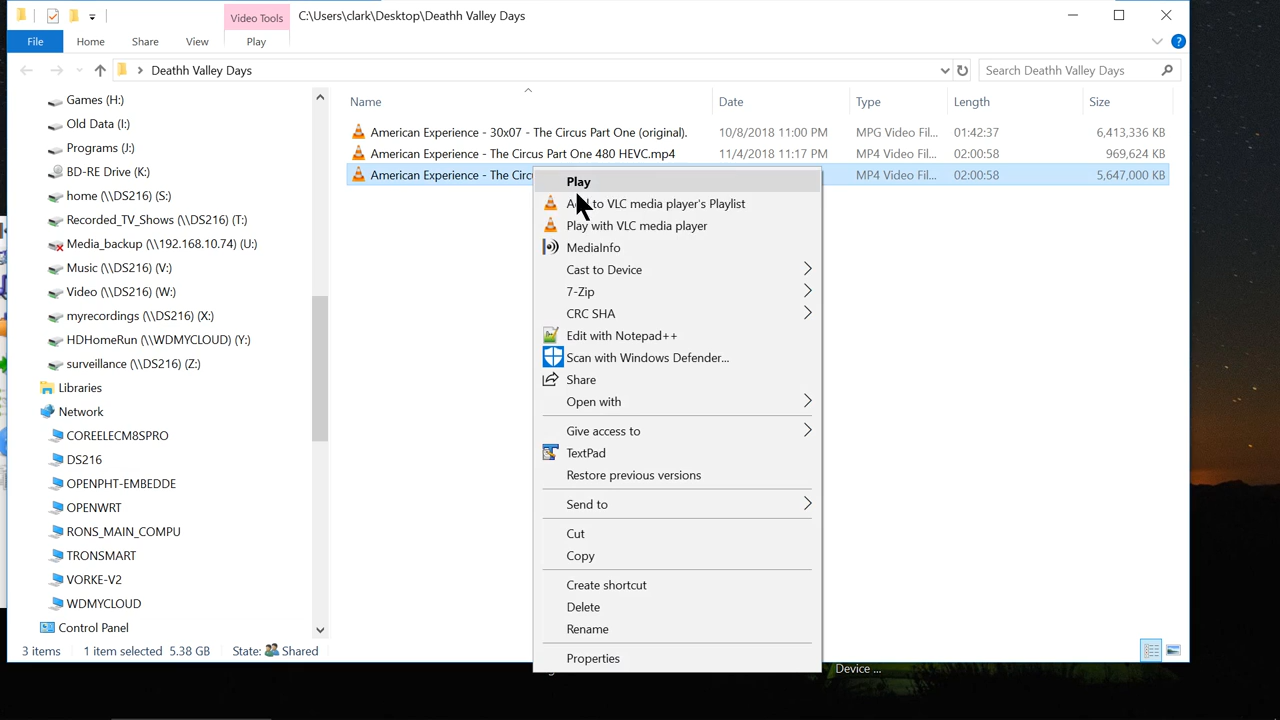 Video Tools
C:\Users\clark\Desktop\Deathh Valley Days
File
Home
Share
View
Play
Deathh Valley Days
Search Deathh Valley Days
Games (H:)
Old Data (I:)
Programs (J:)
BD-RE Drive (K:)
home (\\DS216) (S:)
Recorded_TV_Shows (\\DS216) (T:)
Media_backup (\\192.168.10.74) (U:)
Music (\\DS216) (V:)
Video (\\DS216) (W:)
myrecordings (\\DS216) (X:)
HDHomeRun (\\WDMYCLOUD) (Y:)
surveillance (\\DS216) (Z:)
Libraries
Network
COREELECM8SPRO
DS216
OPENPHT-EMBEDDE
OPENWRT
RONS_MAIN_COMPU
TRONSMART
VORKE-V2
WDMYCLOUD
Control Panel
Name Date Type Length Size
American Experience - 30x07 - The Circus Part One (original). 10/8/2018 11:00 PM MPG Video Fil... 01:42:37 6,413,336 KB
American Experience - The Circus Part One 480 HEVC.mp4 11/4/2018 11:17 PM MP4 Video Fil... 02:00:58 969,624 KB
American Experience - The Circ MP4 Video Fil... 02:00:58 5,647,000 KB
Play
to VLC media player's Playlist
Play with VLC media player
MediaInfo
Cast to Device
7-Zip
CRC SHA
Edit with Notepad++
Scan with Windows Defender...
Share
Open with
Give access to
TextPad
Restore previous versions
Send to
Cut
Copy
Create shortcut
Delete
Rename
Properties
3 items 1 item selected 5.38 GB State: Shared
Device ...